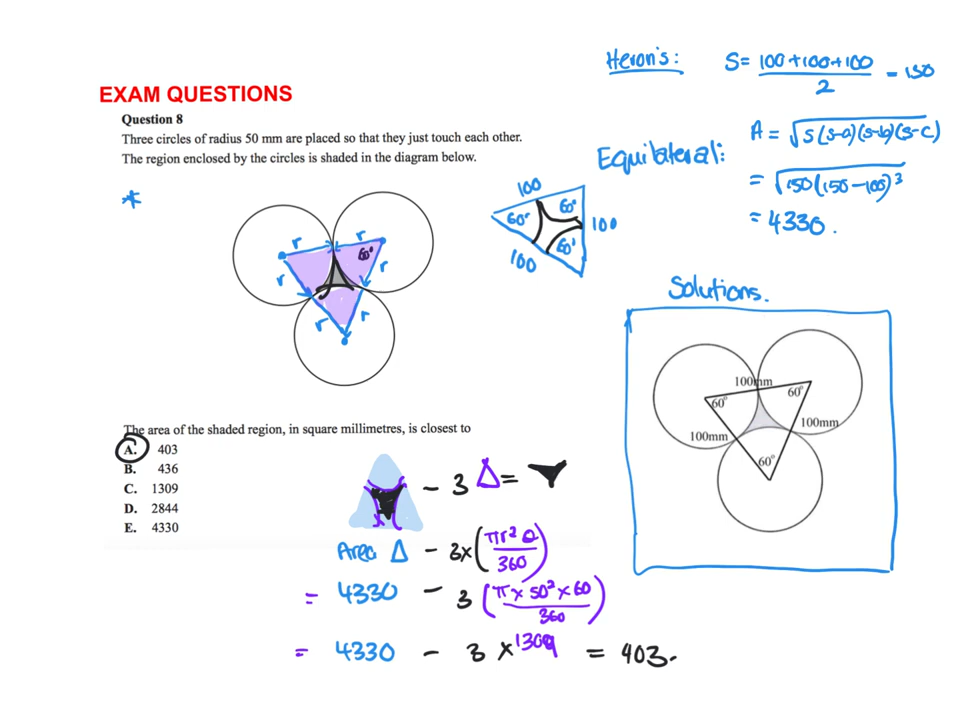 EXAM QUESTIONS
Question 8
Three circles of radius 50 mm are placed so that they just touch each other.
The region enclosed by the circles is shaded in the diagram below.
*
r r
60°
r r
r r
The area of the shaded region, in square millimetres, is closest to
A. 403
B. 436
C. 1309
D. 2844
E. 4330
Heron's: S = 100 + 100 + 100 / 2 = 150
A = √s(s-a)(s-b)(s-c)
= √150(150-100)³
= 4330.
Equilateral:
100
60° 60°
100
60°
100
Solutions.
100mm
60° 60°
100mm 100mm
60°
- 3 Δ =
Area Δ - 3 × (πr²θ / 360)
= 4330 - 3 (π × 50² × 60 / 360)
= 4330 - 3 × 1309 = 403.